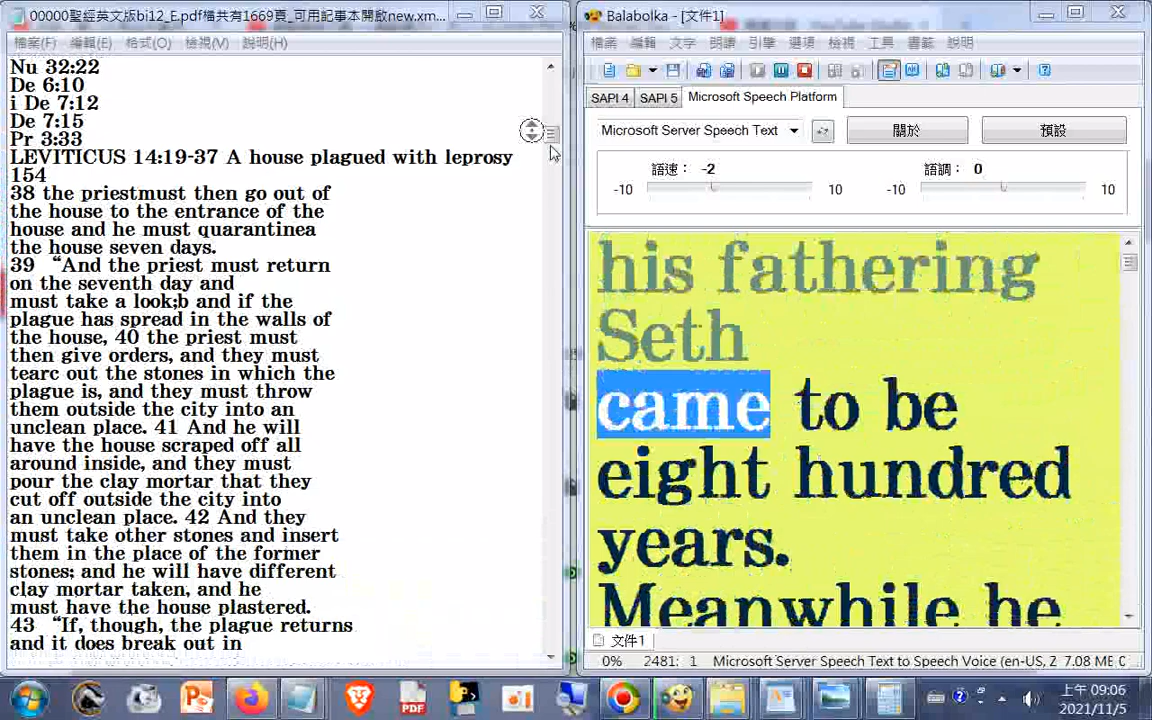 00000聖經英文版bi12_E.pdf檔共有1669頁_可用記事本開啟new.xm...
檔案(F) 編輯(E) 格式(O) 檢視(V) 說明(H)
Nu 32:22
De 6:10
i De 7:12
De 7:15
Pr 3:33
LEVITICUS 14:19-37 A house plagued with leprosy
154
38 the priestmust then go out of
the house to the entrance of the
house and he must quarantinea
the house seven days.
39 “And the priest must return
on the seventh day and
must take a look;b and if the
plague has spread in the walls of
the house, 40 the priest must
then give orders, and they must
tearc out the stones in which the
plague is, and they must throw
them outside the city into an
unclean place. 41 And he will
have the house scraped off all
around inside, and they must
pour the clay mortar that they
cut off outside the city into
an unclean place. 42 And they
must take other stones and insert
them in the place of the former
stones; and he will have different
clay mortar taken, and he
must have the house plastered.
43 “If, though, the plague returns
and it does break out in
Balabolka - [文件1]
檔案 編輯 文字 朗讀 引擎 選項 檢視 工具 書籤 說明
SAPI 4 SAPI 5 Microsoft Speech Platform
Microsoft Server Speech Text 關於 預設
語速: -2 語調: 0
-10 10 -10 10
his fathering
Seth
came to be
eight hundred
years.
Meanwhile he
文件1
0% 2481: 1 Microsoft Server Speech Text to Speech Voice (en-US, Z 7.08 ME
上午 09:06
2021/11/5